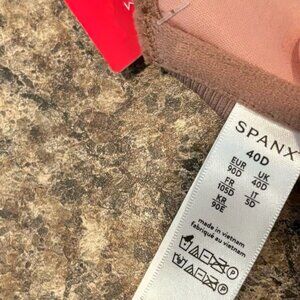 SPANX
40D
EUR UK
90D 40D
FR IT
105D 5D
KR
90E
made in vietnam
fabriqué au vietnam